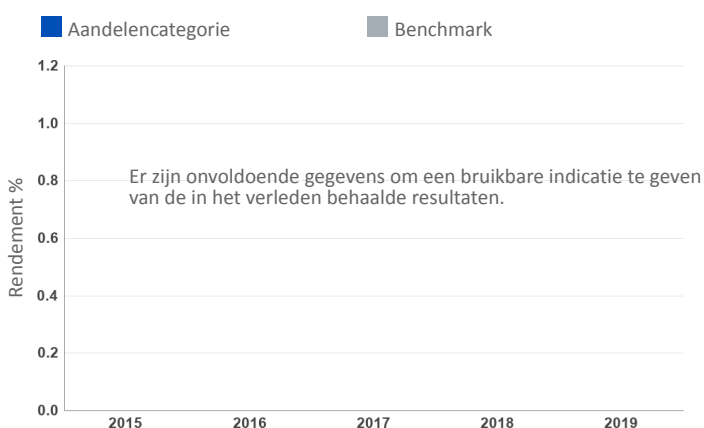 Aandelencategorie
Benchmark
1.2
1.0
0.8
0.6
0.4
0.2
0.0
Rendement %
Er zijn onvoldoende gegevens om een bruikbare indicatie te geven
van de in het verleden behaalde resultaten.
2015
2016
2017
2018
2019